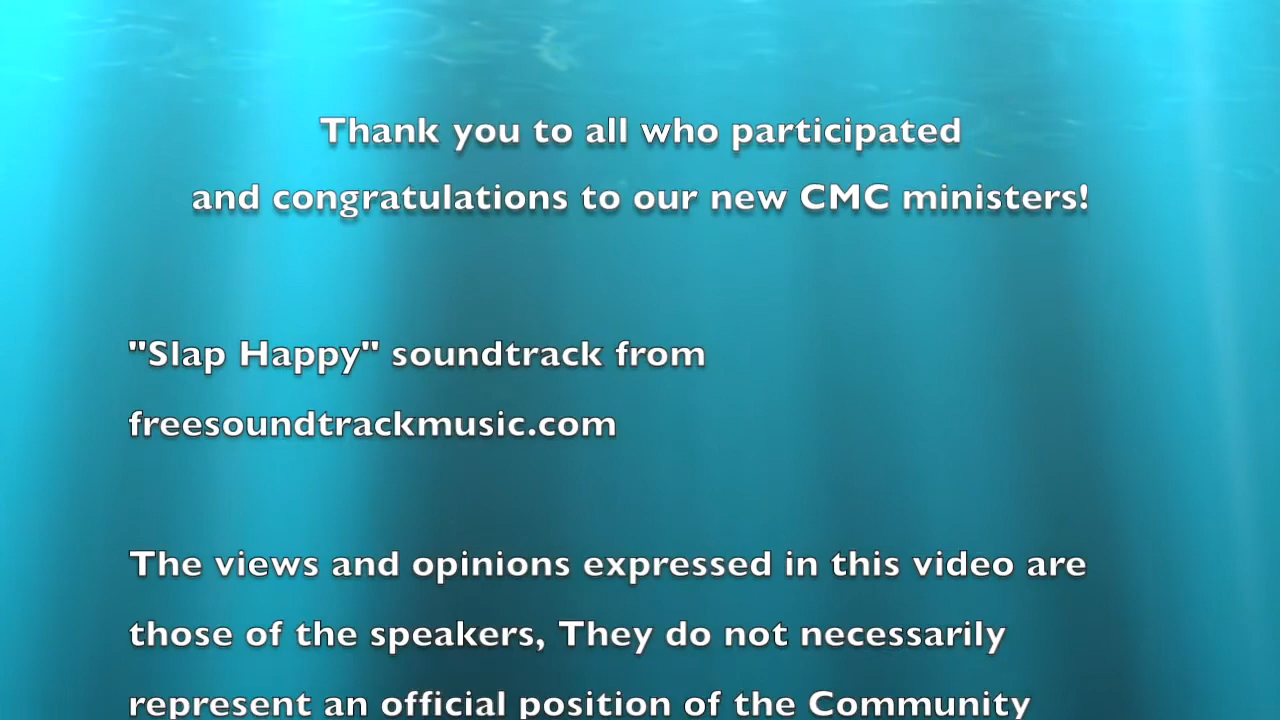 Thank you to all who participated
and congratulations to our new CMC ministers!
"Slap Happy" soundtrack from
freesoundtrackmusic.com
The views and opinions expressed in this video are
those of the speakers, They do not necessarily
represent an official position of the Community